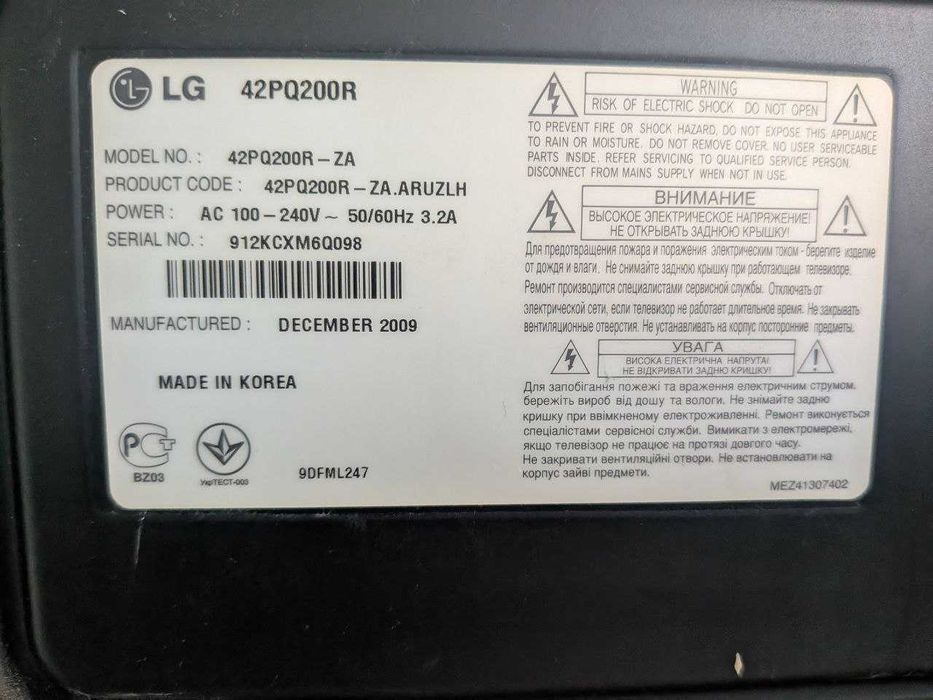 LG 42PQ200R
MODEL NO. : 42PQ200R-ZA
PRODUCT CODE : 42PQ200R-ZA.ARUZLH
POWER : AC 100-240V ~ 50/60Hz 3.2A
SERIAL NO. : 912KCXM6Q098
MANUFACTURED : DECEMBER 2009
MADE IN KOREA
РСТ
BZ03
УкрТЕСТ-003
9DFML247
WARNING
RISK OF ELECTRIC SHOCK DO NOT OPEN
TO PREVENT FIRE OR SHOCK HAZARD, DO NOT EXPOSE THIS APPLIANCE
TO RAIN OR MOISTURE. DO NOT REMOVE COVER. NO USER SERVICEABLE
PARTS INSIDE. REFER SERVICING TO QUALIFIED SERVICE PERSON.
DISCONNECT FROM MAINS SUPPLY WHEN NOT IN USE.
ВНИМАНИЕ
ВЫСОКОЕ ЭЛЕКТРИЧЕСКОЕ НАПРЯЖЕНИЕ!
НЕ ОТКРЫВАТЬ ЗАДНЮЮ КРЫШКУ!
Для предотвращения пожара и поражения электрическим током - берегите изделие
от дождя и влаги. Не снимайте заднюю крышку при работающем телевизоре.
Ремонт производится специалистами сервисной службы. Отключать от
электрической сети, если телевизор не работает длительное время. Не закрывать
вентиляционные отверстия. Не устанавливать на корпус посторонние предметы.
УВАГА
ВИСОКА ЕЛЕКТРИЧНА НАПРУГА!
НЕ ВІДКРИВАТИ ЗАДНЮ КРИШКУ!
Для запобігання пожежі та враження електричним струмом,
бережіть виріб від дошу та вологи. Не знімайте задню
кришку при ввімкненому електроживленні. Ремонт виконується
спеціалістами сервісної служби. Вимикати з електромережі,
якщо телевізор не працює на протязі довгого часу.
Не закривати вентиляційні отвори. Не встановлювати на
корпус зайві предмети.
MEZ41307402